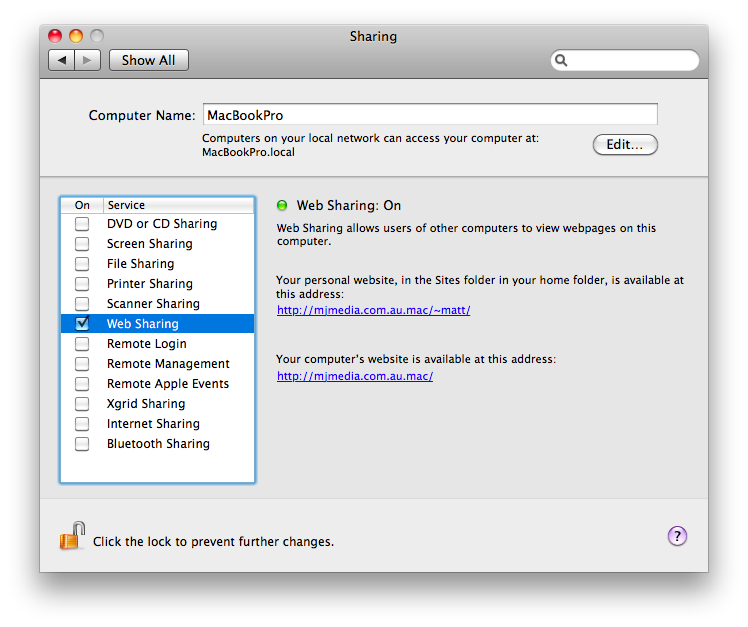 Sharing
Show All
Computer Name: MacBookPro
Computers on your local network can access your computer at:
MacBookPro.local
Edit...
On Service
DVD or CD Sharing
Screen Sharing
File Sharing
Printer Sharing
Scanner Sharing
Web Sharing
Remote Login
Remote Management
Remote Apple Events
Xgrid Sharing
Internet Sharing
Bluetooth Sharing
Web Sharing: On
Web Sharing allows users of other computers to view webpages on this
computer.
Your personal website, in the Sites folder in your home folder, is available at
this address:
http://mjmedia.com.au.mac/~matt/
Your computer's website is available at this address:
http://mjmedia.com.au.mac/
Click the lock to prevent further changes.
?